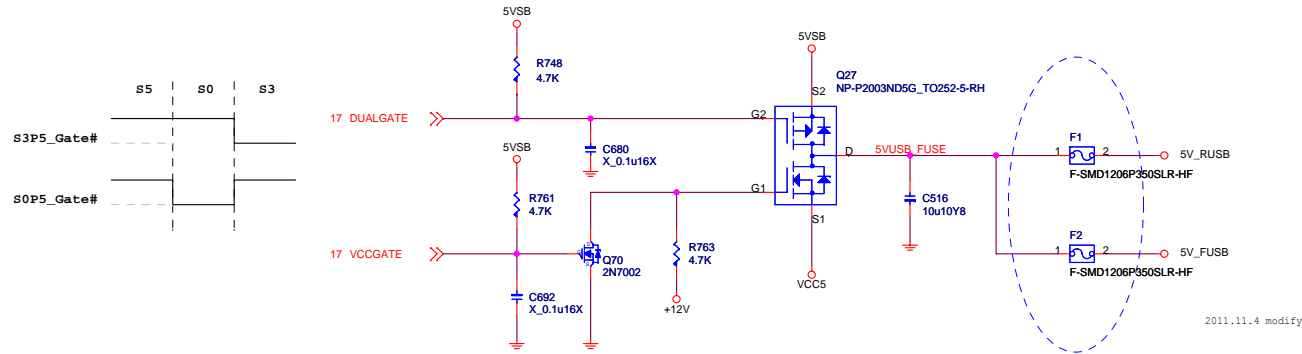 S5 S0 S3
S3P5_Gate#
S0P5_Gate#
5VSB
R748
4.7K
17 DUALGATE
C680
X_0.1u16X
5VSB
R761
4.7K
17 VCCGATE
C692
X_0.1u16X
Q70
2N7002
R763
4.7K
+12V
5VSB
Q27
NP-P2003ND5G_TO252-5-RH
S2
G2
D
G1
S1
VCC5
5VUSB_FUSE
C516
10u10Y8
F1
1 2
F-SMD1206P350SLR-HF
5V_RUSB
F2
1 2
F-SMD1206P350SLR-HF
5V_FUSB
2011.11.4 modify